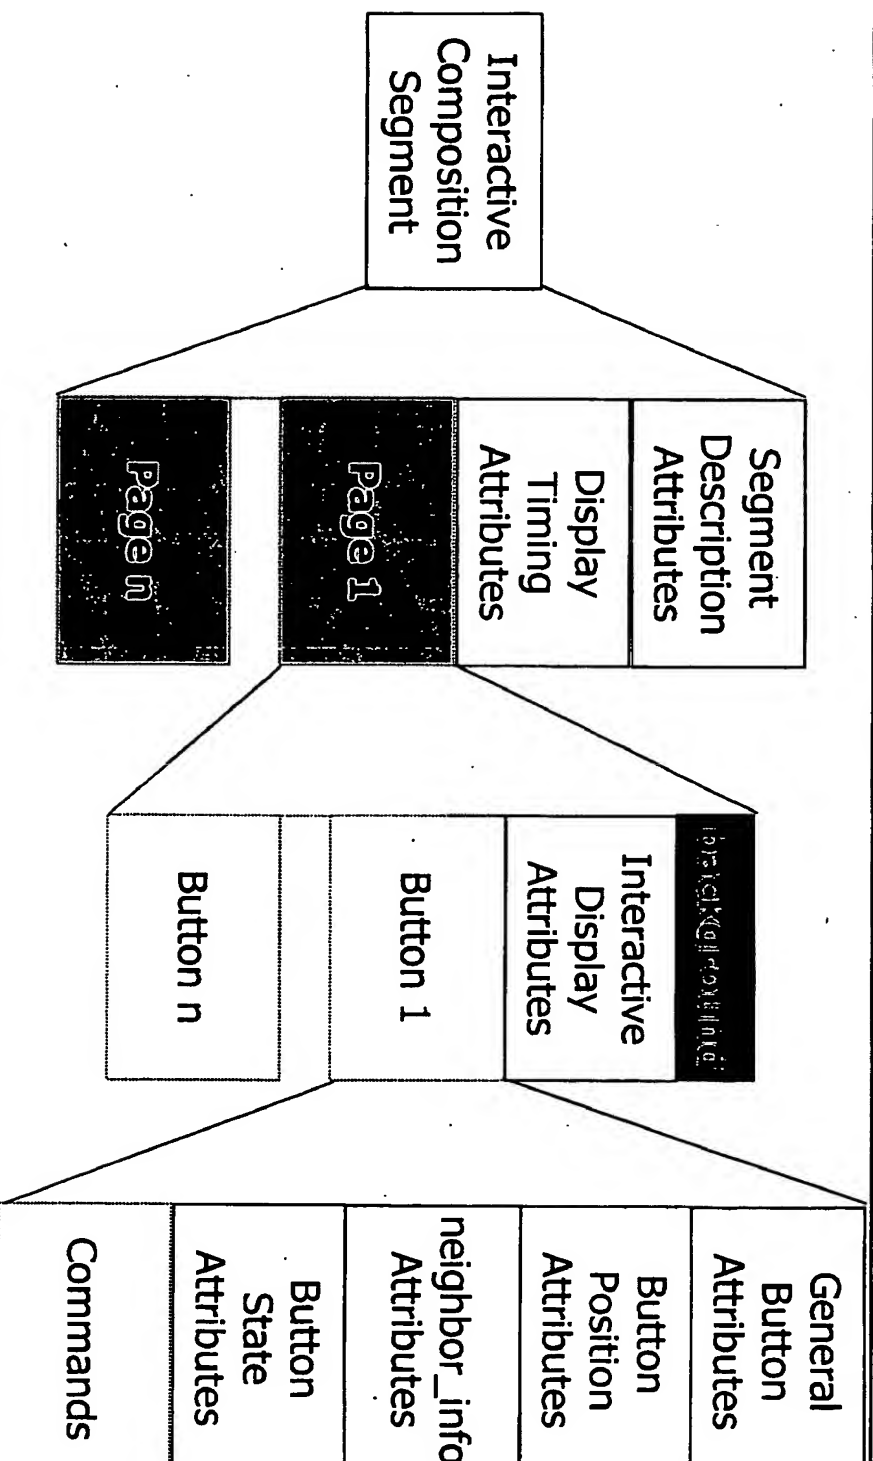 Interactive
Composition
Segment
Segment
Description
Attributes
Display
Timing
Attributes
Page 1
Page n
background
Interactive
Display
Attributes
Button 1
Button n
General
Button
Attributes
Button
Position
Attributes
neighbor_info
Attributes
Button
State
Attributes
Commands